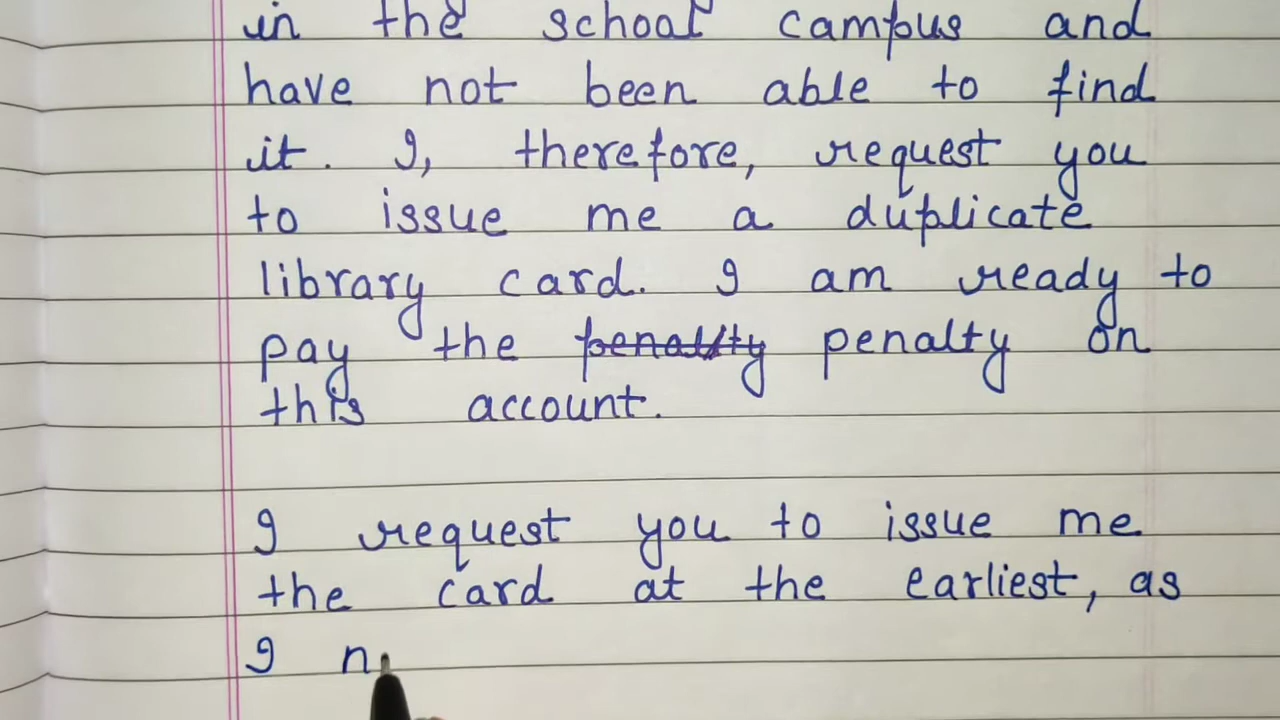 in the school campus and
have not been able to find
it. I, therefore, request you
to issue me a duplicate
library card. I am ready to
pay the penalty penalty on
this account.
I request you to issue me
the card at the earliest, as
I n